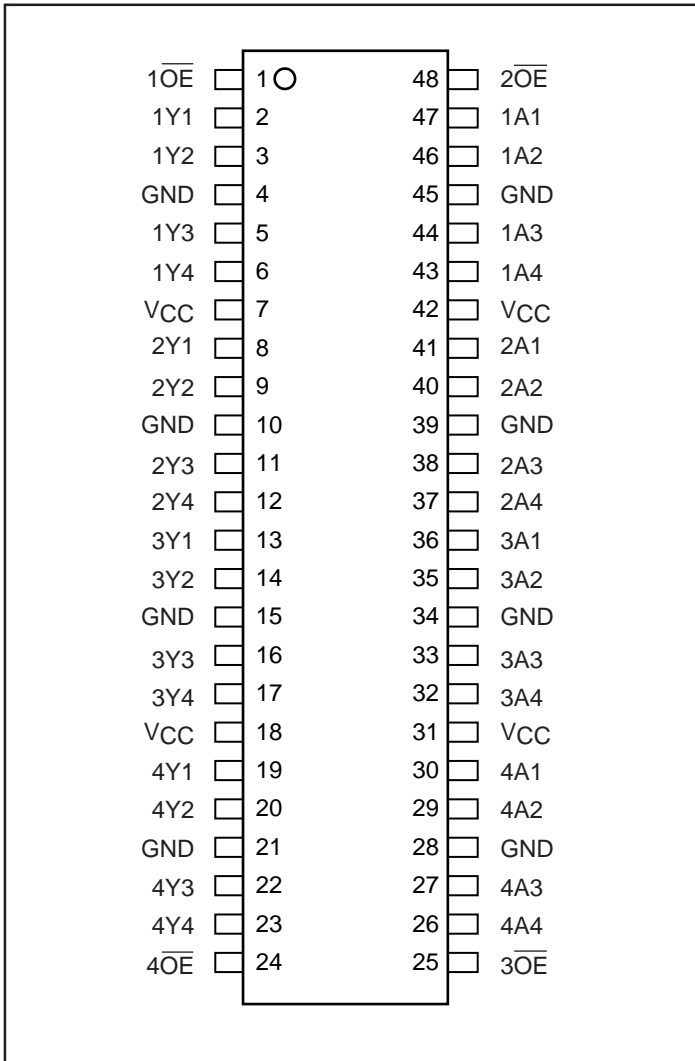 1O̅E̅ 1 48 2O̅E̅
1Y1 2 47 1A1
1Y2 3 46 1A2
GND 4 45 GND
1Y3 5 44 1A3
1Y4 6 43 1A4
VCC 7 42 VCC
2Y1 8 41 2A1
2Y2 9 40 2A2
GND 10 39 GND
2Y3 11 38 2A3
2Y4 12 37 2A4
3Y1 13 36 3A1
3Y2 14 35 3A2
GND 15 34 GND
3Y3 16 33 3A3
3Y4 17 32 3A4
VCC 18 31 VCC
4Y1 19 30 4A1
4Y2 20 29 4A2
GND 21 28 GND
4Y3 22 27 4A3
4Y4 23 26 4A4
4O̅E̅ 24 25 3O̅E̅